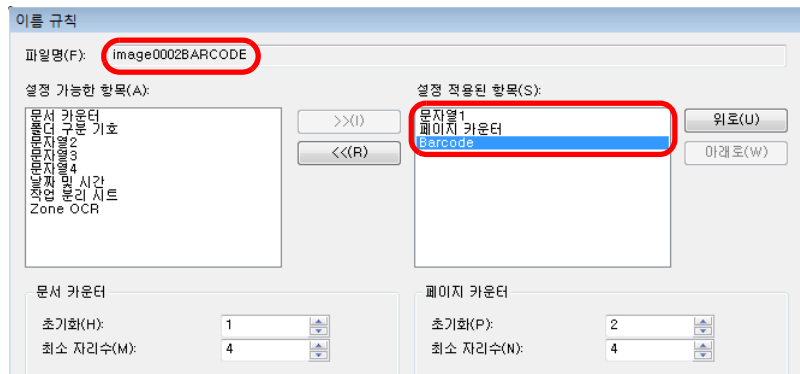 이름 규칙
파일명(F): image0002BARCODE
설정 가능한 항목(A):
문서 카운터
폴더 구분 기호
문자열2
문자열3
문자열4
날짜 및 시간
작업 분리 시트
Zone OCR
>>(I)
<<(R)
설정 적용된 항목(S):
문자열1
페이지 카운터
Barcode
위로(U)
아래로(W)
문서 카운터
초기화(H): 1
최소 자리수(M): 4
페이지 카운터
초기화(P): 2
최소 자리수(N): 4